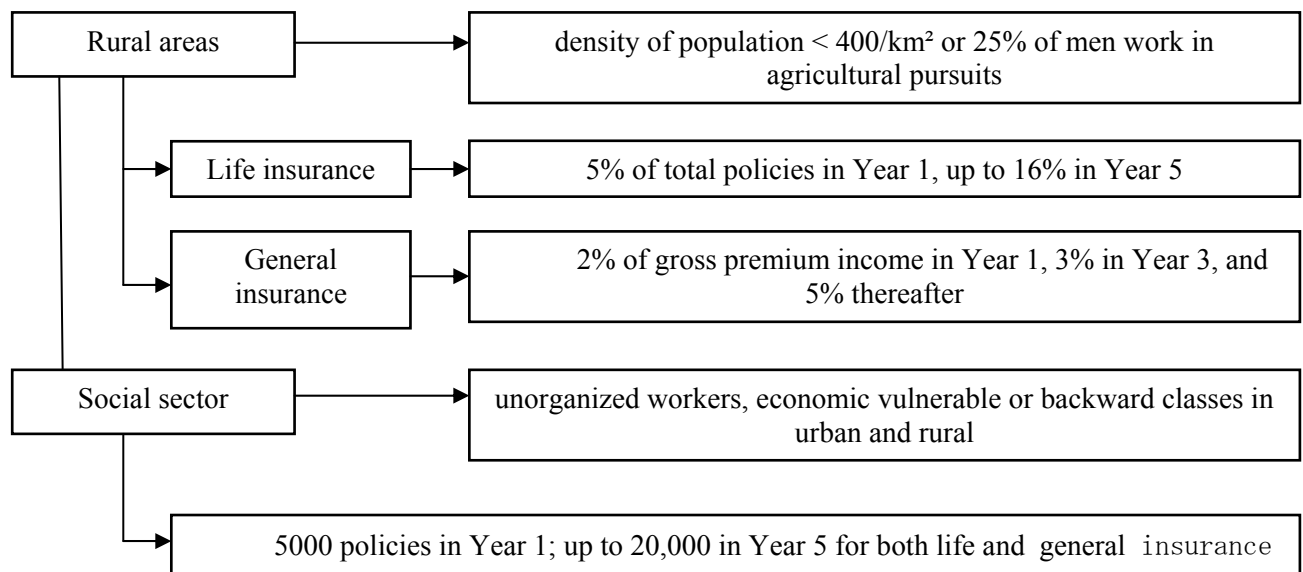 Rural areas
density of population < 400/km² or 25% of men work in
agricultural pursuits
Life insurance
5% of total policies in Year 1, up to 16% in Year 5
General
insurance
2% of gross premium income in Year 1, 3% in Year 3, and
5% thereafter
Social sector
unorganized workers, economic vulnerable or backward classes in
urban and rural
5000 policies in Year 1; up to 20,000 in Year 5 for both life and general insurance